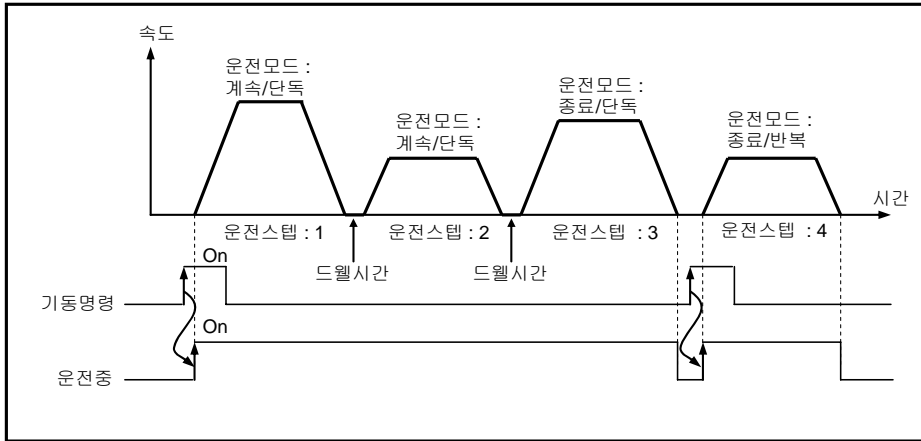 속도
운전모드 :
계속/단독
운전모드 :
계속/단독
운전모드 :
종료/단독
운전모드 :
종료/반복
시간
운전스텝 : 1
운전스텝 : 2
운전스텝 : 3
운전스텝 : 4
드웰시간
드웰시간
On
기동명령
On
운전중